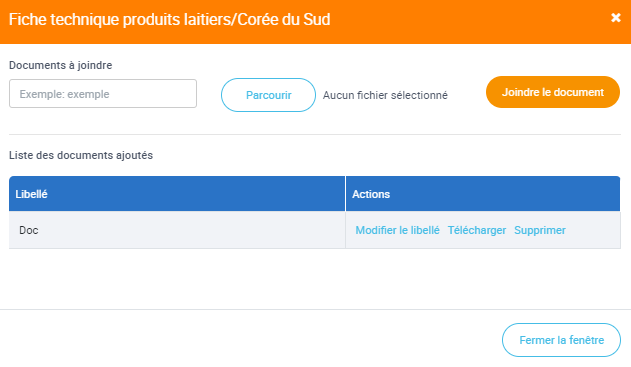 Fiche technique produits laitiers/Corée du Sud
Documents à joindre
Exemple: exemple
Parcourir
Aucun fichier sélectionné
Joindre le document
Liste des documents ajoutés
Libellé
Actions
Doc
Modifier le libellé Télécharger Supprimer
Fermer la fenêtre